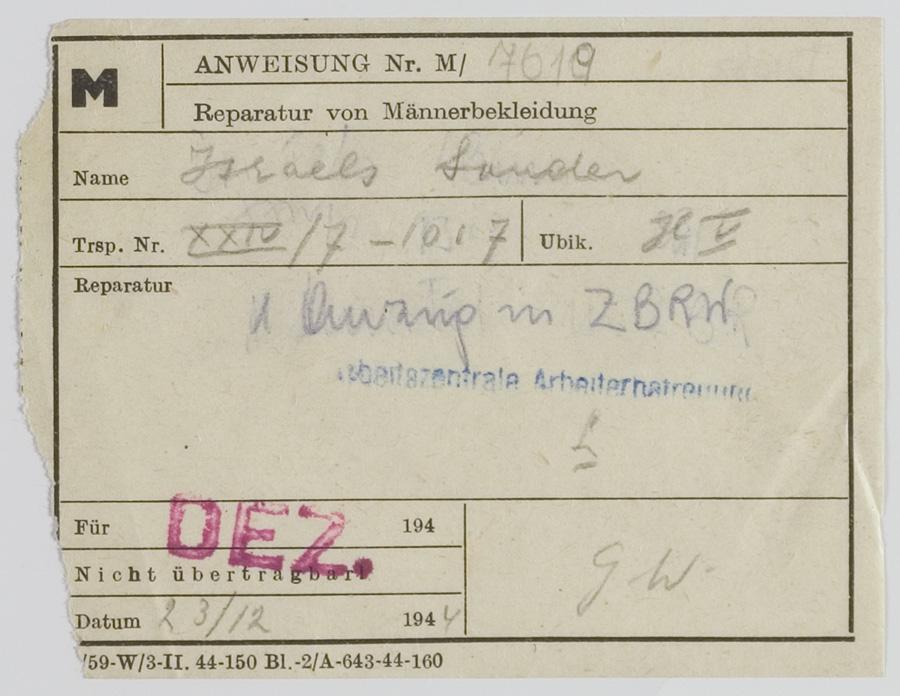 M
ANWEISUNG Nr. M/ 7619
Reparatur von Männerbekleidung
Name Israels Sander
Trsp. Nr. XXIV/7 - 1017
Ubik.
Reparatur
1 Anzug in ZBRW
Arbeitszentrale Arbeiterbetreuung
Für DEZ. 194
Nicht übertragbar!
Datum 23/12 1944
G W.
/59-W/3-II. 44-150 Bl.-2/A-643-44-160